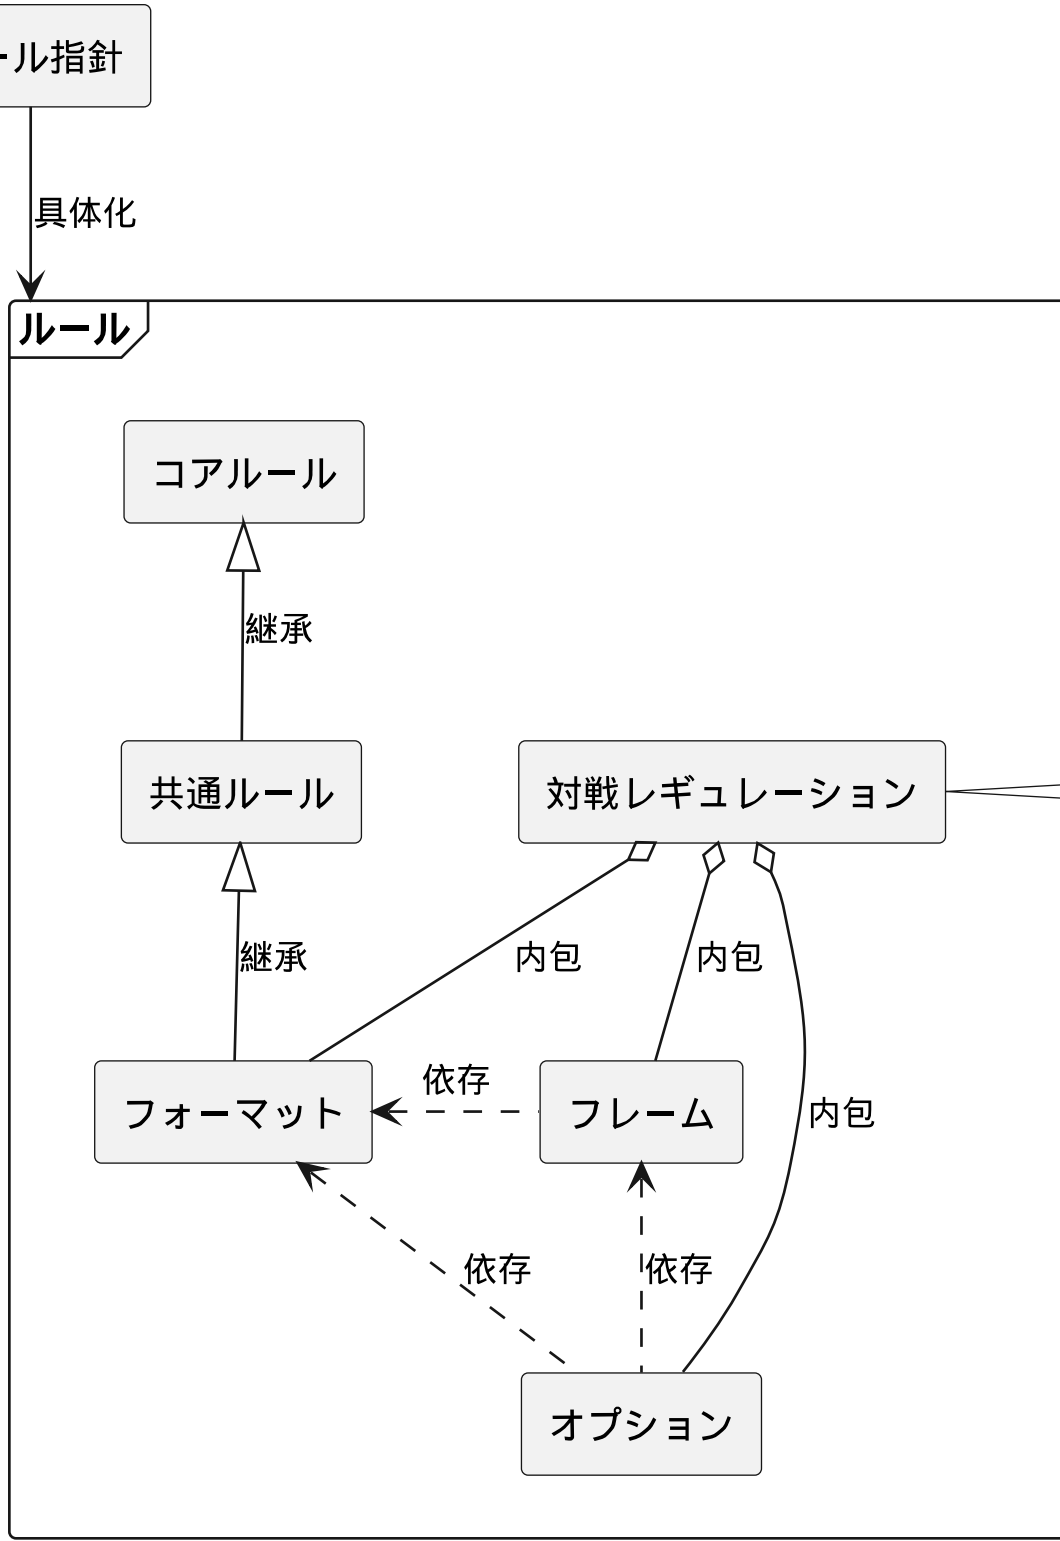 ール指針
具体化
ルール
コアルール
継承
共通ルール
対戦レギュレーション
継承
内包
内包
依存
フォーマット
フレーム
内包
依存
依存
オプション